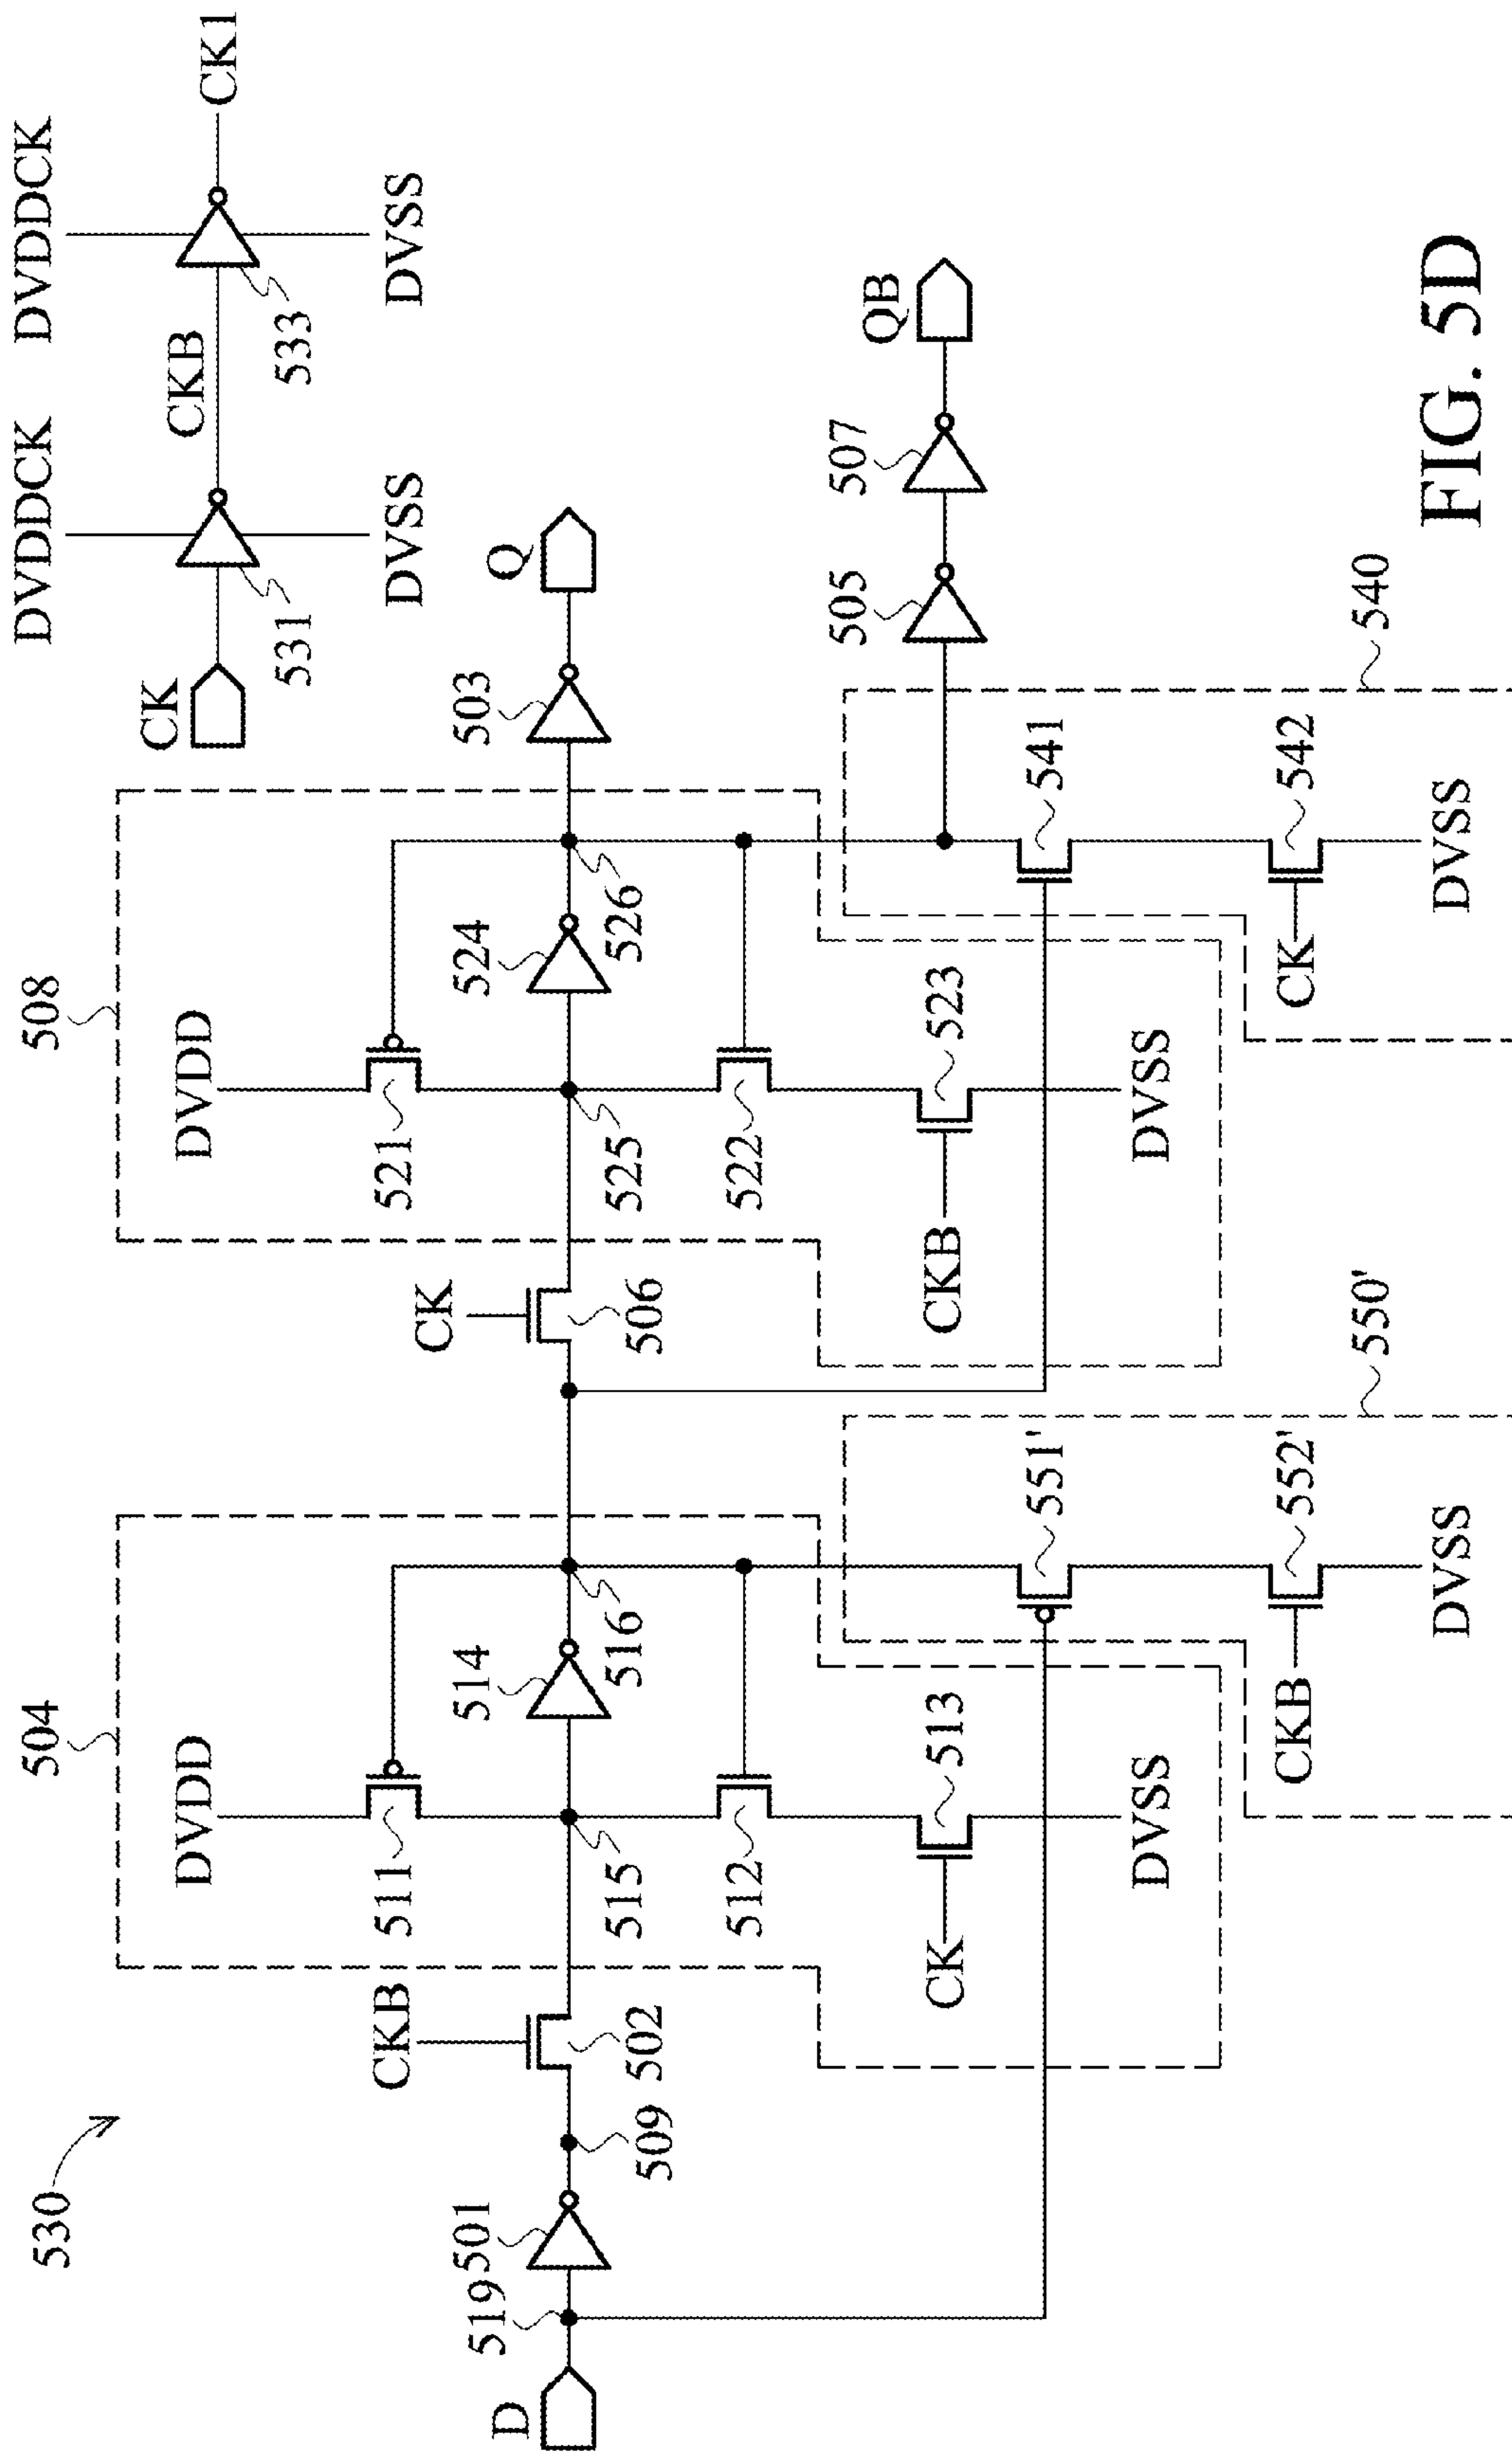 530
D
519
501
509
CKB
502
504
DVDD
511
515
514
516
512
513
CK
DVSS
550'
551'
552'
CKB
DVSS
CK
506
508
DVDD
521
525
524
526
522
523
CKB
DVSS
540
541
542
CK
DVSS
503
Q
505
507
QB
CK
531
DVDDCK
DVSS
CKB
533
DVDDCK
DVSS
CK1
FIG. 5D